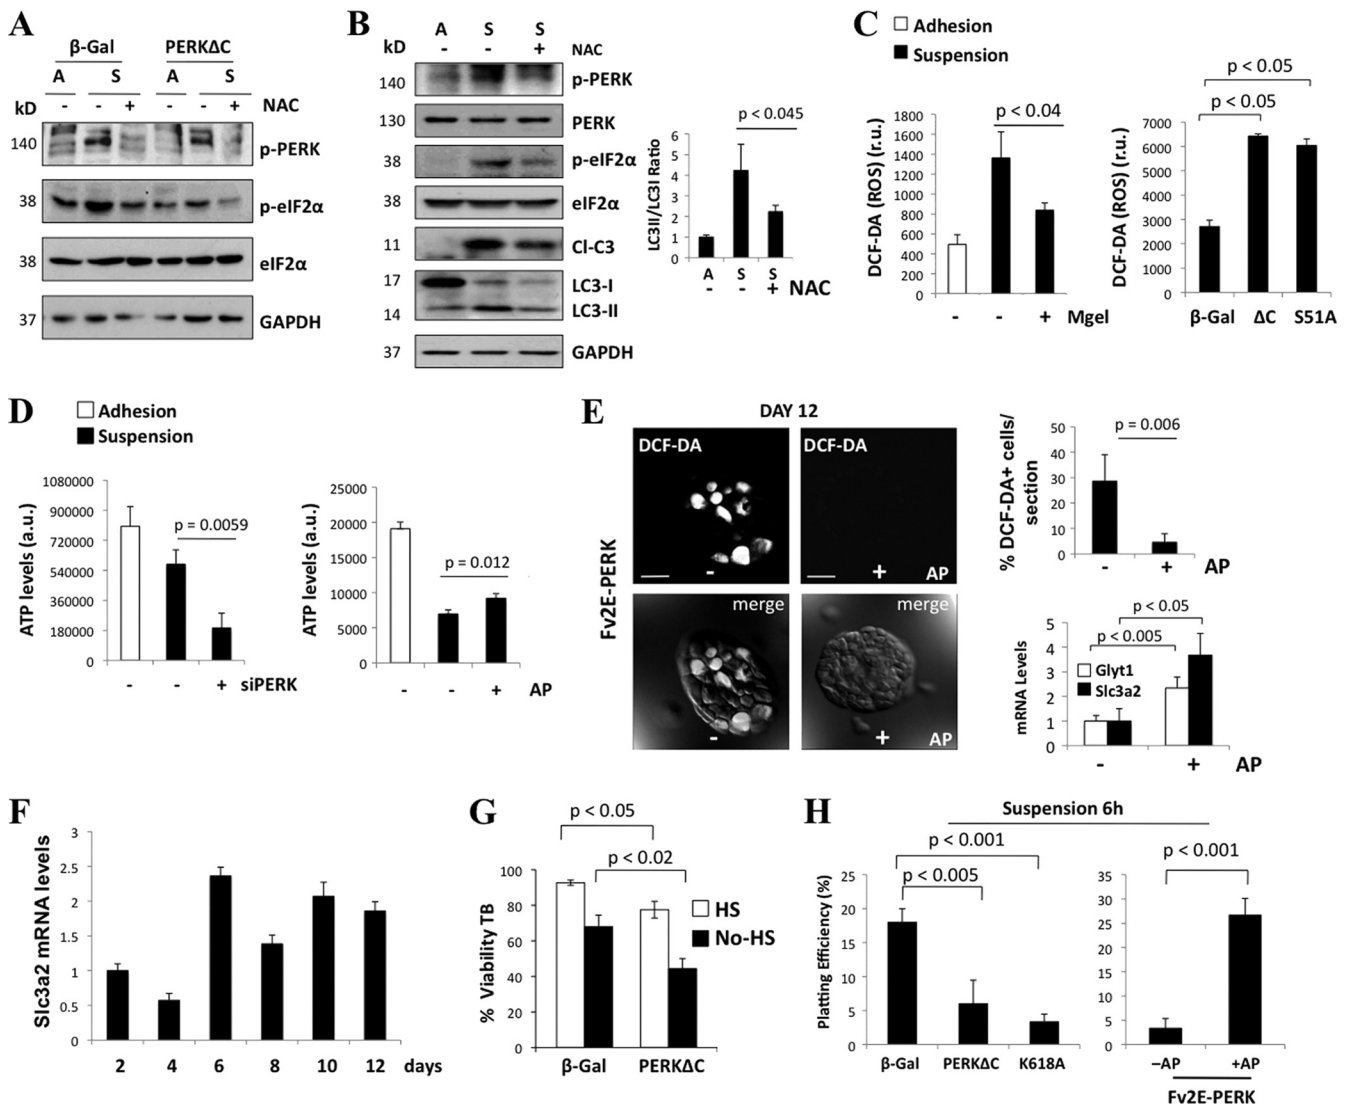 A
β-Gal PERKΔC
A S A S
kD - - + - - + NAC
140 p-PERK
38 p-eIF2α
38 eIF2α
37 GAPDH
B
A S S
kD - - + NAC
140 p-PERK
130 PERK
38 p-eIF2α
38 eIF2α
11 Cl-C3
17 LC3-I
14 LC3-II
37 GAPDH
p < 0.045
LC3II/LC3I Ratio
6
5
4
3
2
1
0
A S S
- - + NAC
C
Adhesion
Suspension
p < 0.04
DCF-DA (ROS) (r.u.)
1800
1600
1400
1200
1000
800
600
400
200
0
- - + Mgel
p < 0.05
p < 0.05
DCF-DA (ROS) (r.u.)
7000
6000
5000
4000
3000
2000
1000
0
β-Gal ΔC S51A
D
Adhesion
Suspension
ATP levels (a.u.)
1080000
900000
720000
540000
360000
180000
0
p = 0.0059
- - + siPERK
ATP levels (a.u.)
25000
20000
15000
10000
5000
0
p = 0.012
- - + AP
E
DAY 12
Fv2E-PERK
DCF-DA DCF-DA
- + AP
merge merge
- + AP
% DCF-DA+ cells/
section
50
40
30
20
10
0
p = 0.006
- + AP
p < 0.05
p < 0.005
mRNA Levels
5
4
3
2
1
0
Glyt1
Slc3a2
- + AP
F
Slc3a2 mRNA levels
3
2.5
2
1.5
1
0.5
0
2 4 6 8 10 12 days
G
p < 0.05
p < 0.02
% Viability TB
100
80
60
40
20
0
HS
No-HS
β-Gal PERKΔC
H
Suspension 6h
p < 0.001
p < 0.005
Platting Efficiency (%)
25
20
15
10
5
0
β-Gal PERKΔC K618A
p < 0.001
35
30
25
20
15
10
5
0
–AP +AP
Fv2E-PERK